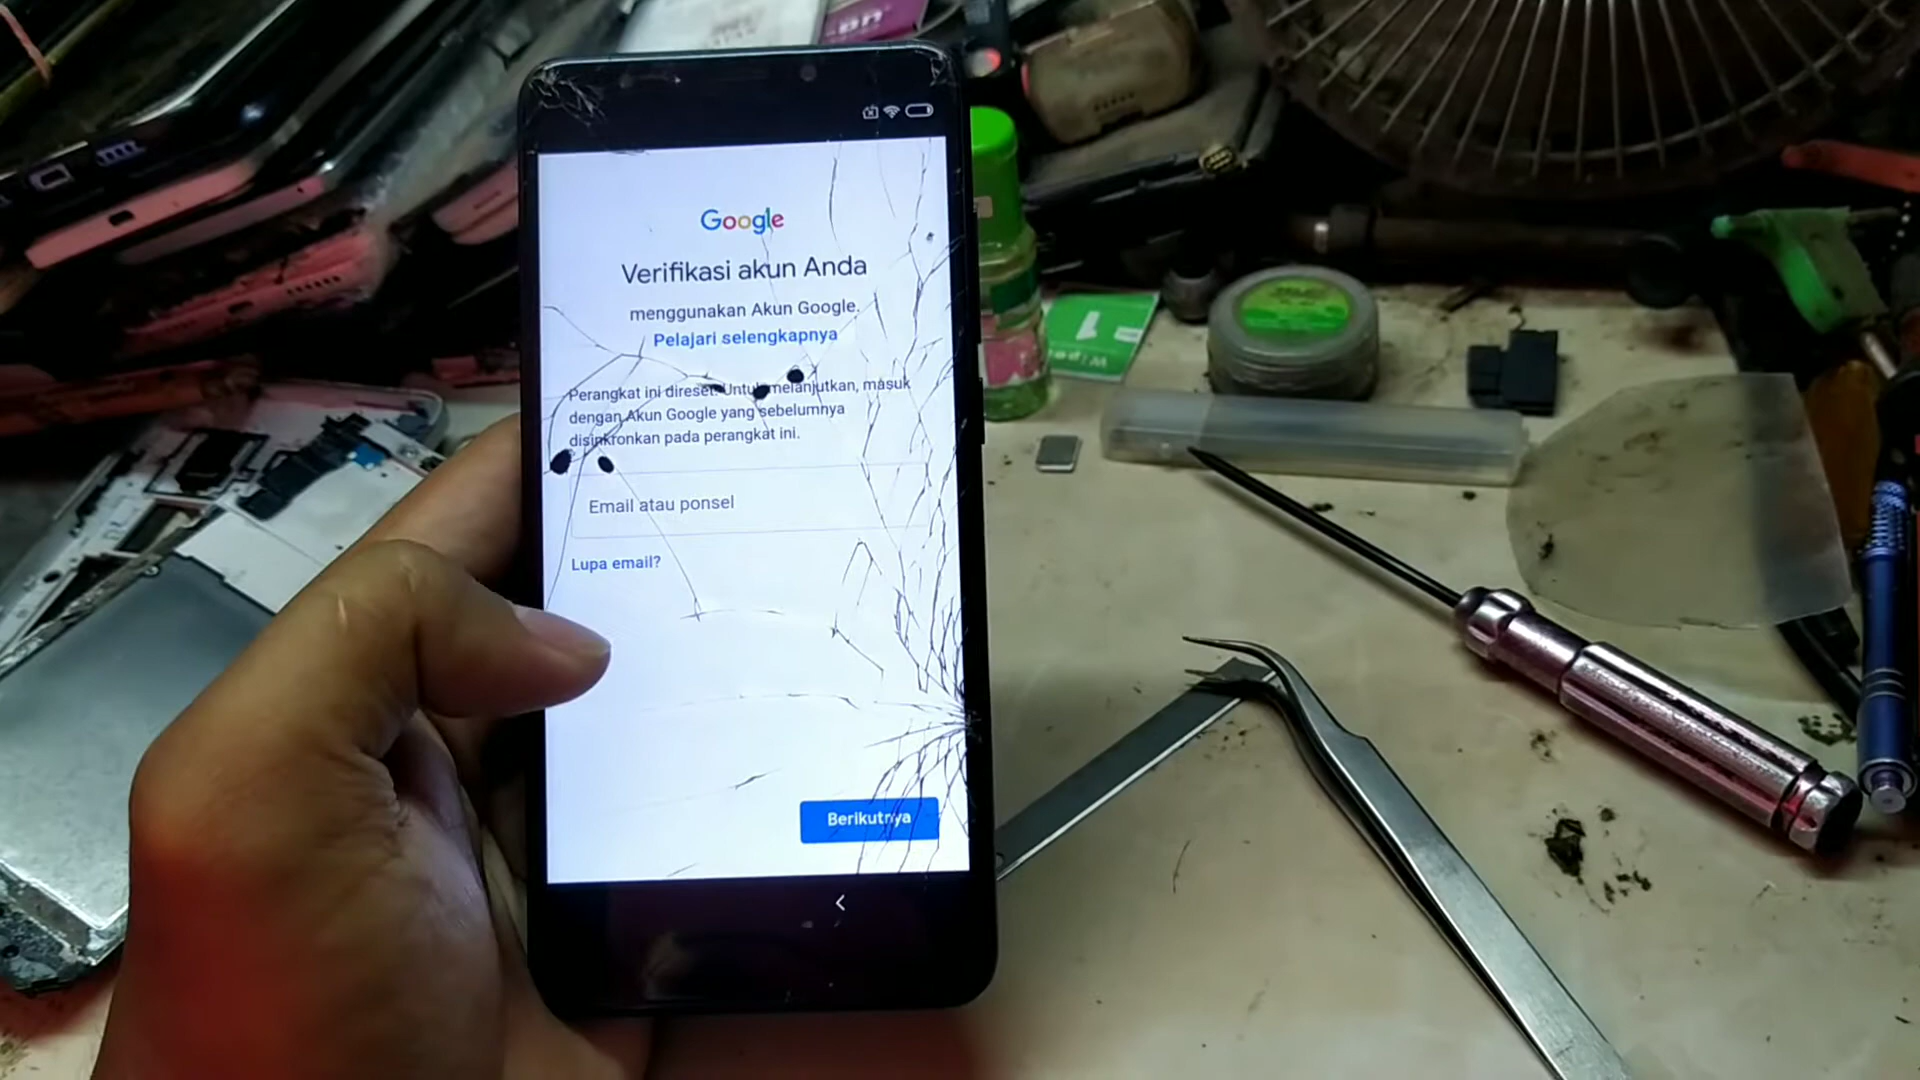 Google
Verifikasi akun Anda
menggunakan Akun Google.
Pelajari selengkapnya
Perangkat ini direset. Untuk melanjutkan, masuk
dengan Akun Google yang sebelumnya
disinkronkan pada perangkat ini.
Email atau ponsel
Lupa email?
Berikutnya